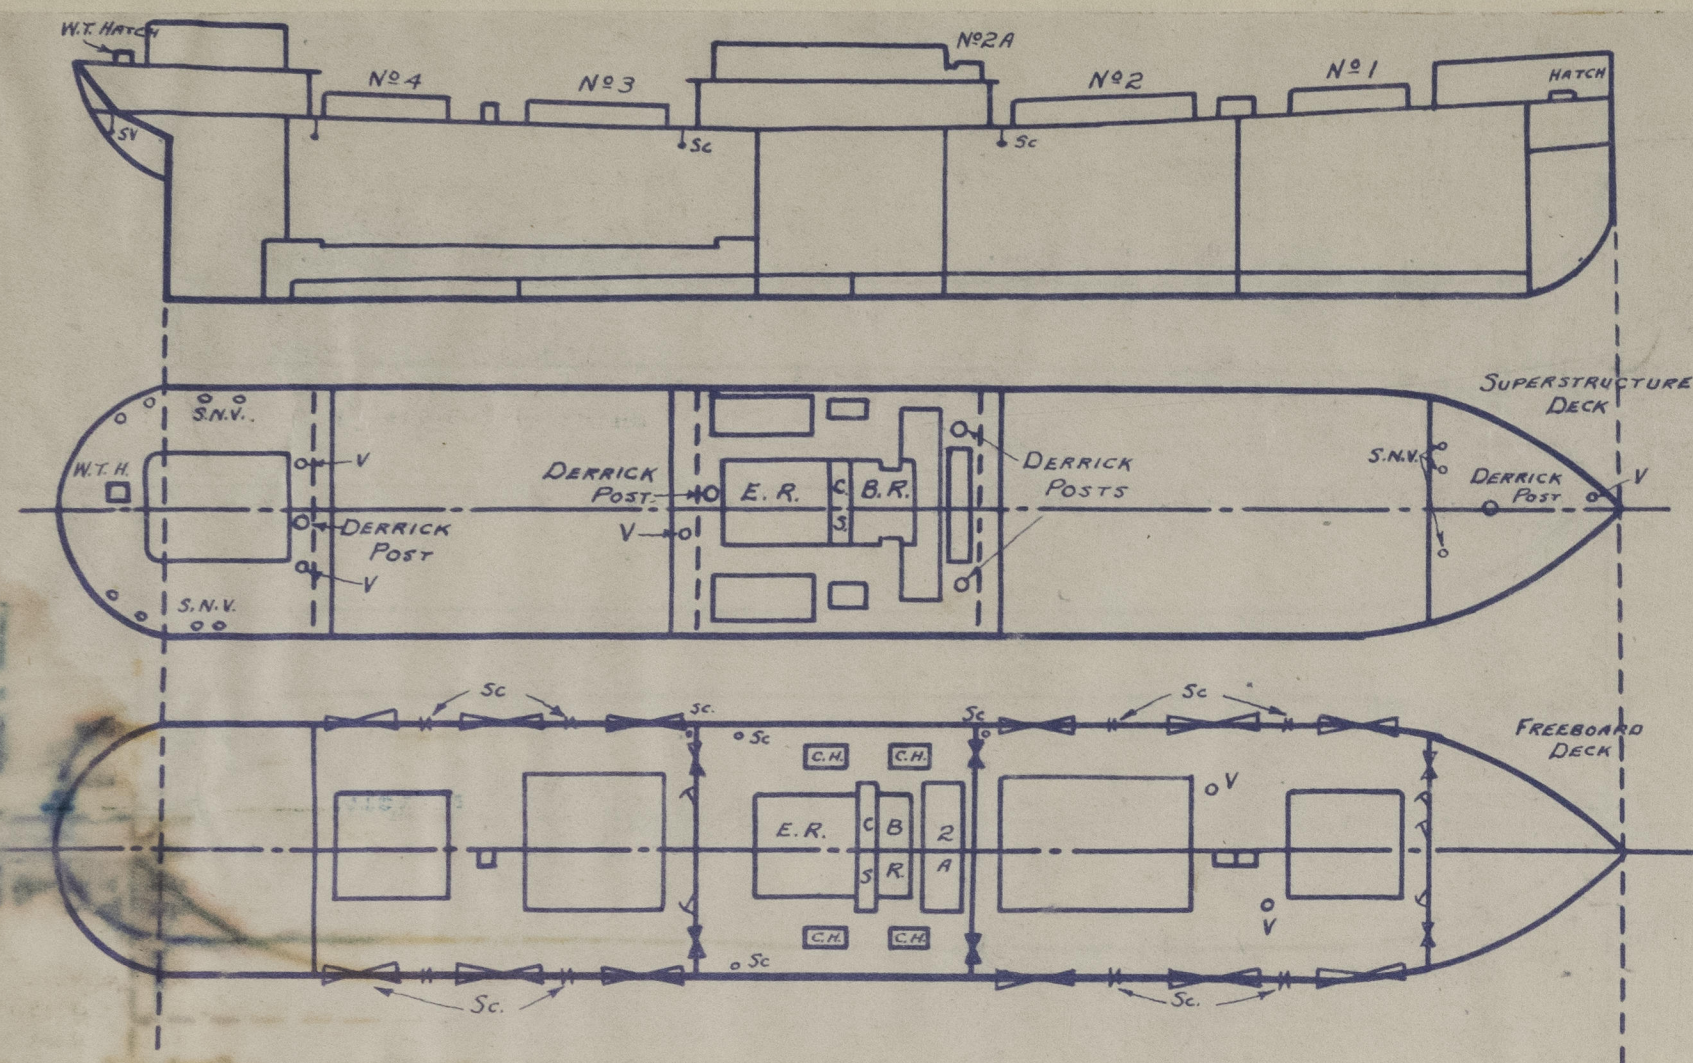 W.T. HATCH
Nº4
Nº3
Nº2A
Nº2
Nº1
HATCH
SV
Sc
Sc
SUPERSTRUCTURE
DECK
S.N.V.
W.T.H.
V
DERRICK
POST
V
S.N.V.
DERRICK
POST
V
E.R.
C.
S.
B.R.
DERRICK
POSTS
S.N.V.
DERRICK
POST
V
Sc
Sc.
Sc
Sc
Sc
FREEBOARD
DECK
C.H.
C.H.
V
E.R.
C
S
B
R.
2
A
V
C.H.
C.H.
Sc
Sc.
Sc.